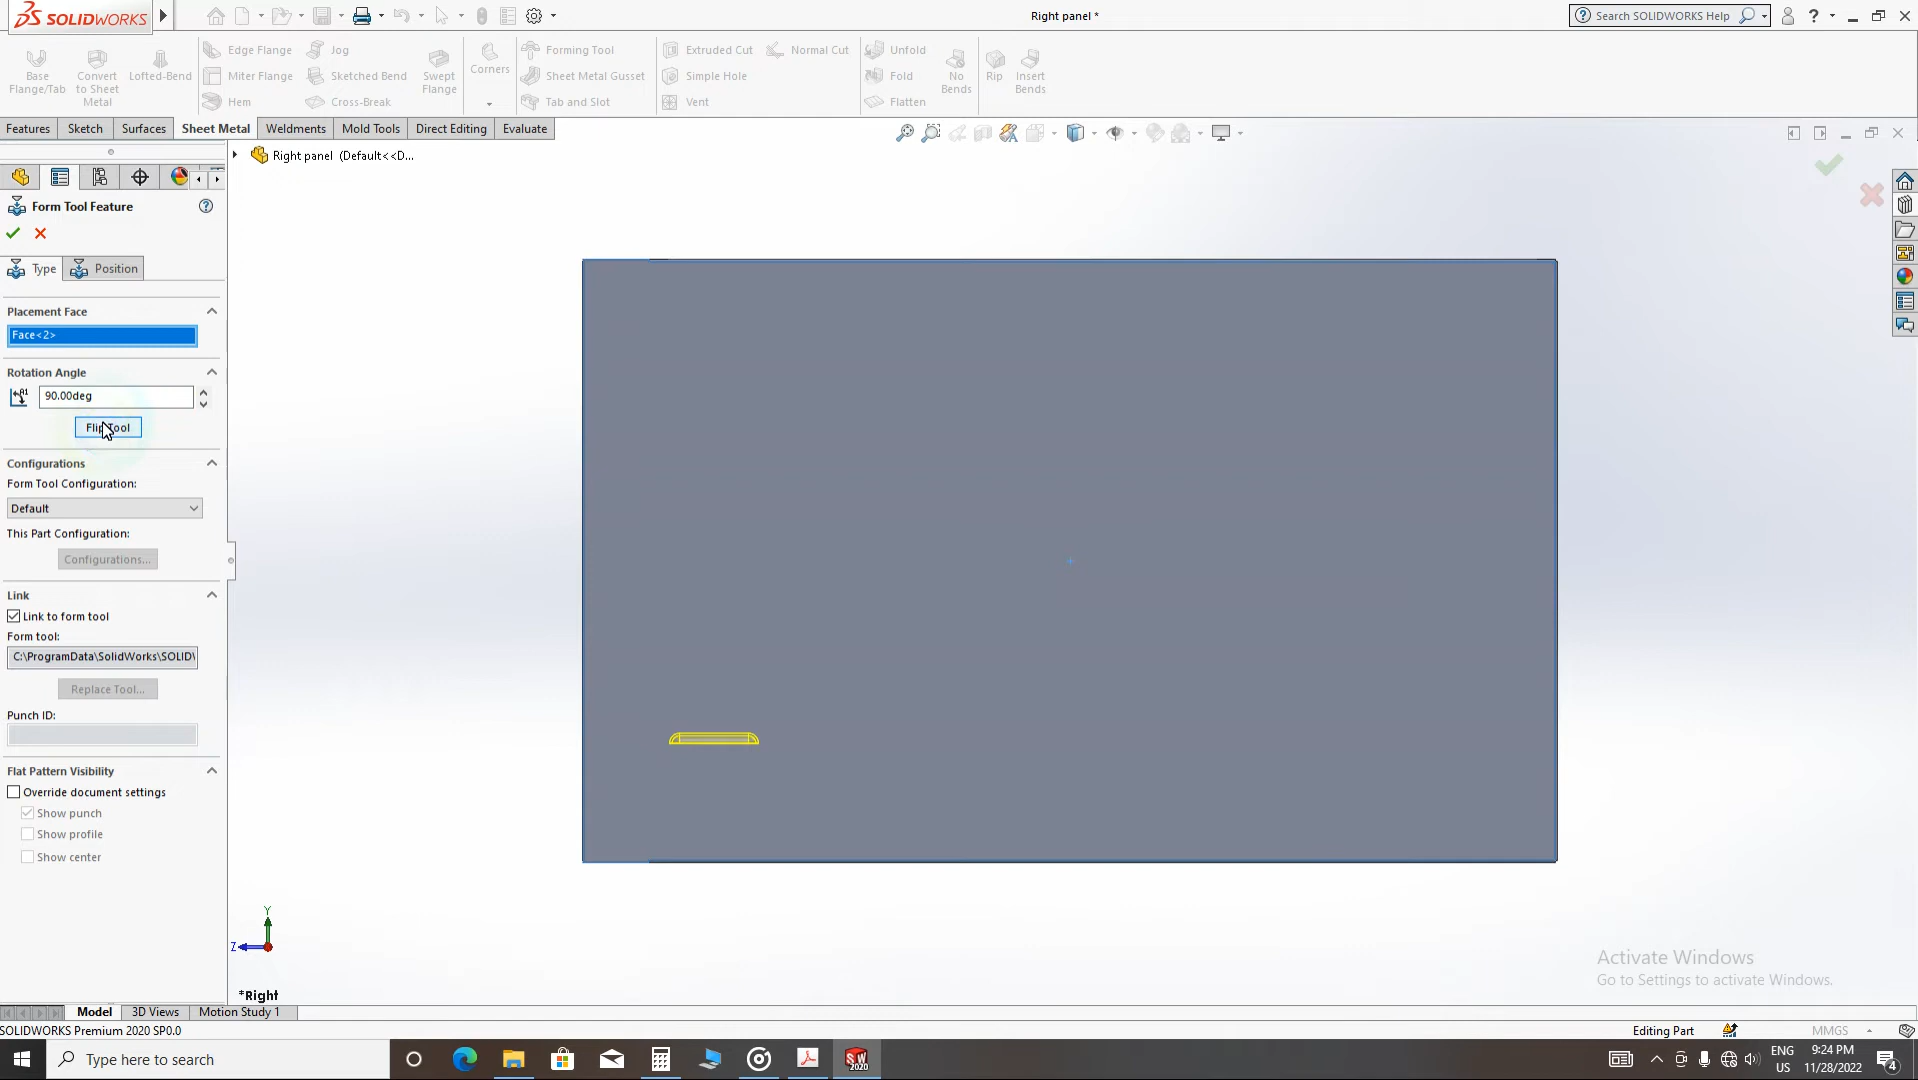 SOLIDWORKS
Right panel *
Search SOLIDWORKS Help
Base Flange/Tab
Convert to Sheet Metal
Lofted-Bend
Edge Flange
Miter Flange
Hem
Jog
Sketched Bend
Cross-Break
Swept Flange
Corners
Forming Tool
Sheet Metal Gusset
Tab and Slot
Extruded Cut
Simple Hole
Vent
Normal Cut
Unfold
Fold
Flatten
No Bends
Rip
Insert Bends
Features
Sketch
Surfaces
Sheet Metal
Weldments
Mold Tools
Direct Editing
Evaluate
Right panel (Default<<D...
Form Tool Feature
Type
Position
Placement Face
Face<2>
Rotation Angle
90.00deg
Flip Tool
Configurations
Form Tool Configuration:
Default
This Part Configuration:
Configurations...
Link
Link to form tool
Form tool:
C:\ProgramData\SolidWorks\SOLID\
Replace Tool...
Punch ID:
Flat Pattern Visibility
Override document settings
Show punch
Show profile
Show center
Y
Z
*Right
Activate Windows
Go to Settings to activate Windows.
Model
3D Views
Motion Study 1
SOLIDWORKS Premium 2020 SP0.0
Editing Part
MMGS
Type here to search
SW
2020
ENG
US
9:24 PM
11/28/2022
4